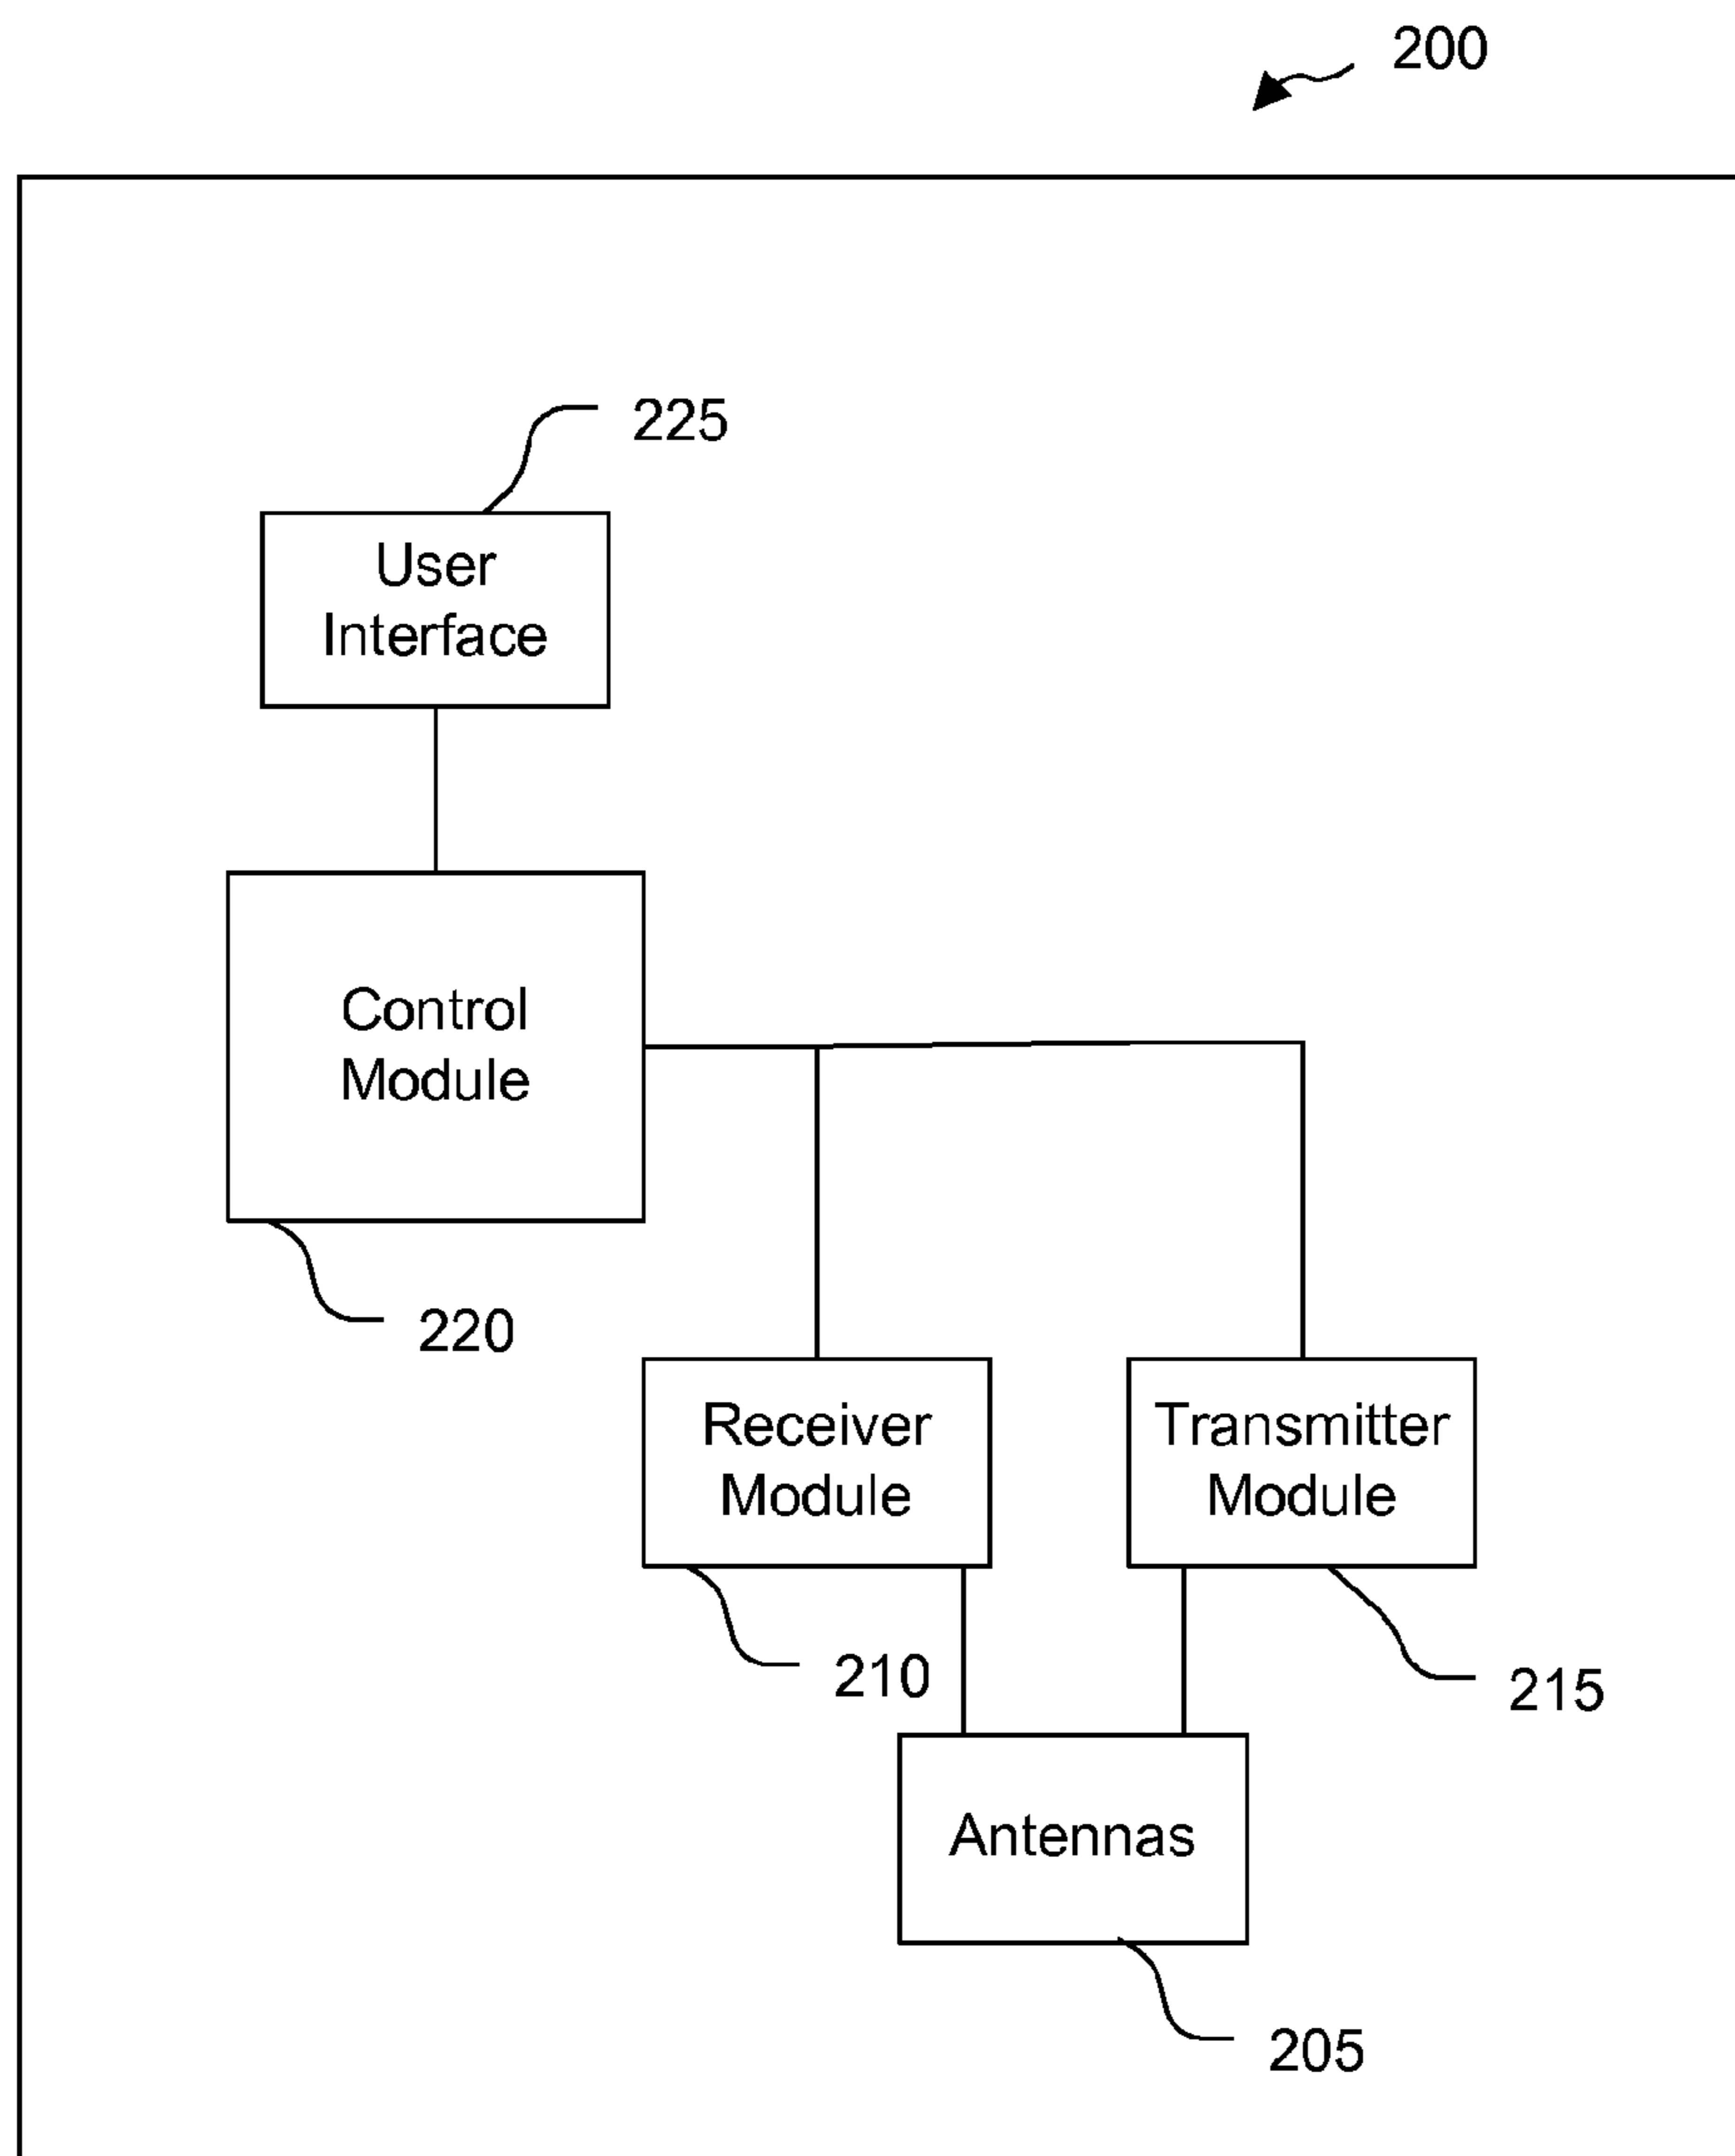 200
225
User
Interface
Control
Module
220
Receiver
Module
Transmitter
Module
210
215
Antennas
205